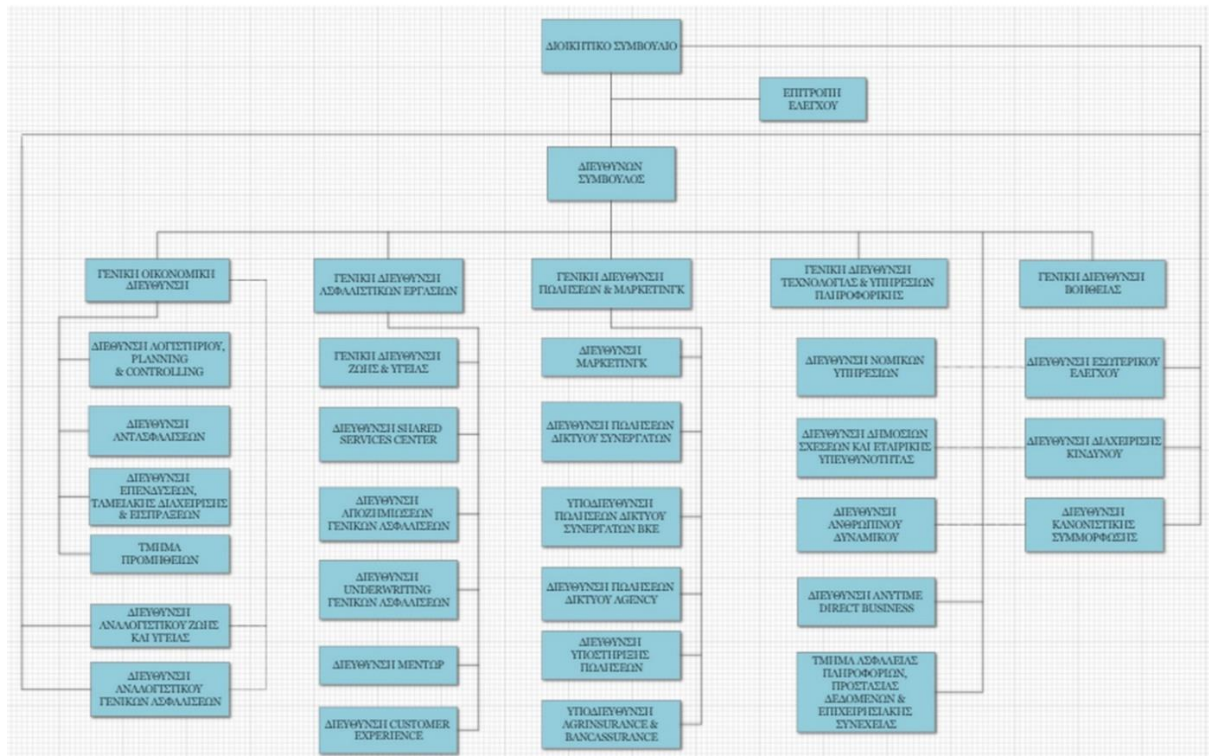 ΔΙΟΙΚΗΤΙΚΟ ΣΥΜΒΟΥΛΙΟ
ΕΠΙΤΡΟΠΗ
ΕΛΕΓΧΟΥ
ΔΙΕΥΘΥΝΩΝ
ΣΥΜΒΟΥΛΟΣ
ΓΕΝΙΚΗ ΟΙΚΟΝΟΜΙΚΗ
ΔΙΕΥΘΥΝΣΗ
ΔΙΕΘΥΝΣΗ ΛΟΓΙΣΤΗΡΙΟΥ,
PLANNING
& CONTROLLING
ΔΙΕΥΘΥΝΣΗ
ΑΝΤΑΣΦΑΛΙΣΕΩΝ
ΔΙΕΥΘΥΝΣΗ
ΕΠΕΝΔΥΣΕΩΝ,
ΤΑΜΕΙΑΚΗΣ ΔΙΑΧΕΙΡΙΣΗΣ
& ΕΙΣΠΡΑΞΕΩΝ
ΤΜΗΜΑ
ΠΡΟΜΗΘΕΙΩΝ
ΔΙΕΥΘΥΝΣΗ
ΑΝΑΛΟΓΙΣΤΙΚΟΥ ΖΩΗΣ
ΚΑΙ ΥΓΕΙΑΣ
ΔΙΕΥΘΥΝΣΗ
ΑΝΑΛΟΓΙΣΤΙΚΟΥ
ΓΕΝΙΚΩΝ ΑΣΦΑΛΙΣΕΩΝ
ΓΕΝΙΚΗ ΔΙΕΥΘΥΝΣΗ
ΑΣΦΑΛΙΣΤΙΚΩΝ ΕΡΓΑΣΙΩΝ
ΓΕΝΙΚΗ ΔΙΕΥΘΥΝΣΗ
ΖΩΗΣ & ΥΓΕΙΑΣ
ΔΙΕΥΘΥΝΣΗ SHARED
SERVICES CENTER
ΔΙΕΥΘΥΝΣΗ
ΑΠΟΖΗΜΙΩΣΕΩΝ
ΓΕΝΙΚΩΝ ΑΣΦΑΛΙΣΕΩΝ
ΔΙΕΥΘΥΝΣΗ
UNDERWRITING
ΓΕΝΙΚΩΝ ΑΣΦΑΛΙΣΕΩΝ
ΔΙΕΥΘΥΝΣΗ ΜΕΝΤΩΡ
ΔΙΕΥΘΥΝΣΗ CUSTOMER
EXPERIENCE
ΓΕΝΙΚΗ ΔΙΕΥΘΥΝΣΗ
ΠΩΛΗΣΕΩΝ & ΜΑΡΚΕΤΙΝΓΚ
ΔΙΕΥΘΥΝΣΗ
ΜΑΡΚΕΤΙΝΓΚ
ΔΙΕΥΘΥΝΣΗ ΠΩΛΗΣΕΩΝ
ΔΙΚΤΥΟΥ ΣΥΝΕΡΓΑΤΩΝ
ΥΠΟΔΙΕΥΘΥΝΣΗ
ΠΩΛΗΣΕΩΝ ΔΙΚΤΥΟΥ
ΣΥΝΕΡΓΑΤΩΝ ΒΚΕ
ΔΙΕΥΘΥΝΣΗ ΠΩΛΗΣΕΩΝ
ΔΙΚΤΥΟΥ AGENCY
ΔΙΕΥΘΥΝΣΗ
ΥΠΟΣΤΗΡΙΞΗΣ
ΠΩΛΗΣΕΩΝ
ΥΠΟΔΙΕΥΘΥΝΣΗ
AGRINSURANCE &
BANCASSURANCE
ΓΕΝΙΚΗ ΔΙΕΥΘΥΝΣΗ
ΤΕΧΝΟΛΟΓΙΑΣ & ΥΠΗΡΕΣΙΩΝ
ΠΛΗΡΟΦΟΡΙΚΗΣ
ΔΙΕΥΘΥΝΣΗ ΝΟΜΙΚΩΝ
ΥΠΗΡΕΣΙΩΝ
ΔΙΕΥΘΥΝΣΗ ΔΗΜΟΣΙΩΝ
ΣΧΕΣΕΩΝ ΚΑΙ ΕΤΑΙΡΙΚΗΣ
ΥΠΕΥΘΥΝΟΤΗΤΑΣ
ΔΙΕΥΘΥΝΣΗ
ΑΝΘΡΩΠΙΝΟΥ
ΔΥΝΑΜΙΚΟΥ
ΔΙΕΥΘΥΝΣΗ ANYTIME
DIRECT BUSINESS
ΤΜΗΜΑ ΑΣΦΑΛΕΙΑΣ
ΠΛΗΡΟΦΟΡΙΩΝ,
ΠΡΟΣΤΑΣΙΑΣ
ΔΕΔΟΜΕΝΩΝ &
ΕΠΙΧΕΙΡΗΣΙΑΚΗΣ
ΣΥΝΕΧΕΙΑΣ
ΓΕΝΙΚΗ ΔΙΕΥΘΥΝΣΗ
ΒΟΗΘΕΙΑΣ
ΔΙΕΥΘΥΝΣΗ ΕΣΩΤΕΡΙΚΟΥ
ΕΛΕΓΧΟΥ
ΔΙΕΥΘΥΝΣΗ ΔΙΑΧΕΙΡΙΣΗΣ
ΚΙΝΔΥΝΟΥ
ΔΙΕΥΘΥΝΣΗ
ΚΑΝΟΝΙΣΤΙΚΗΣ
ΣΥΜΜΟΡΦΩΣΗΣ